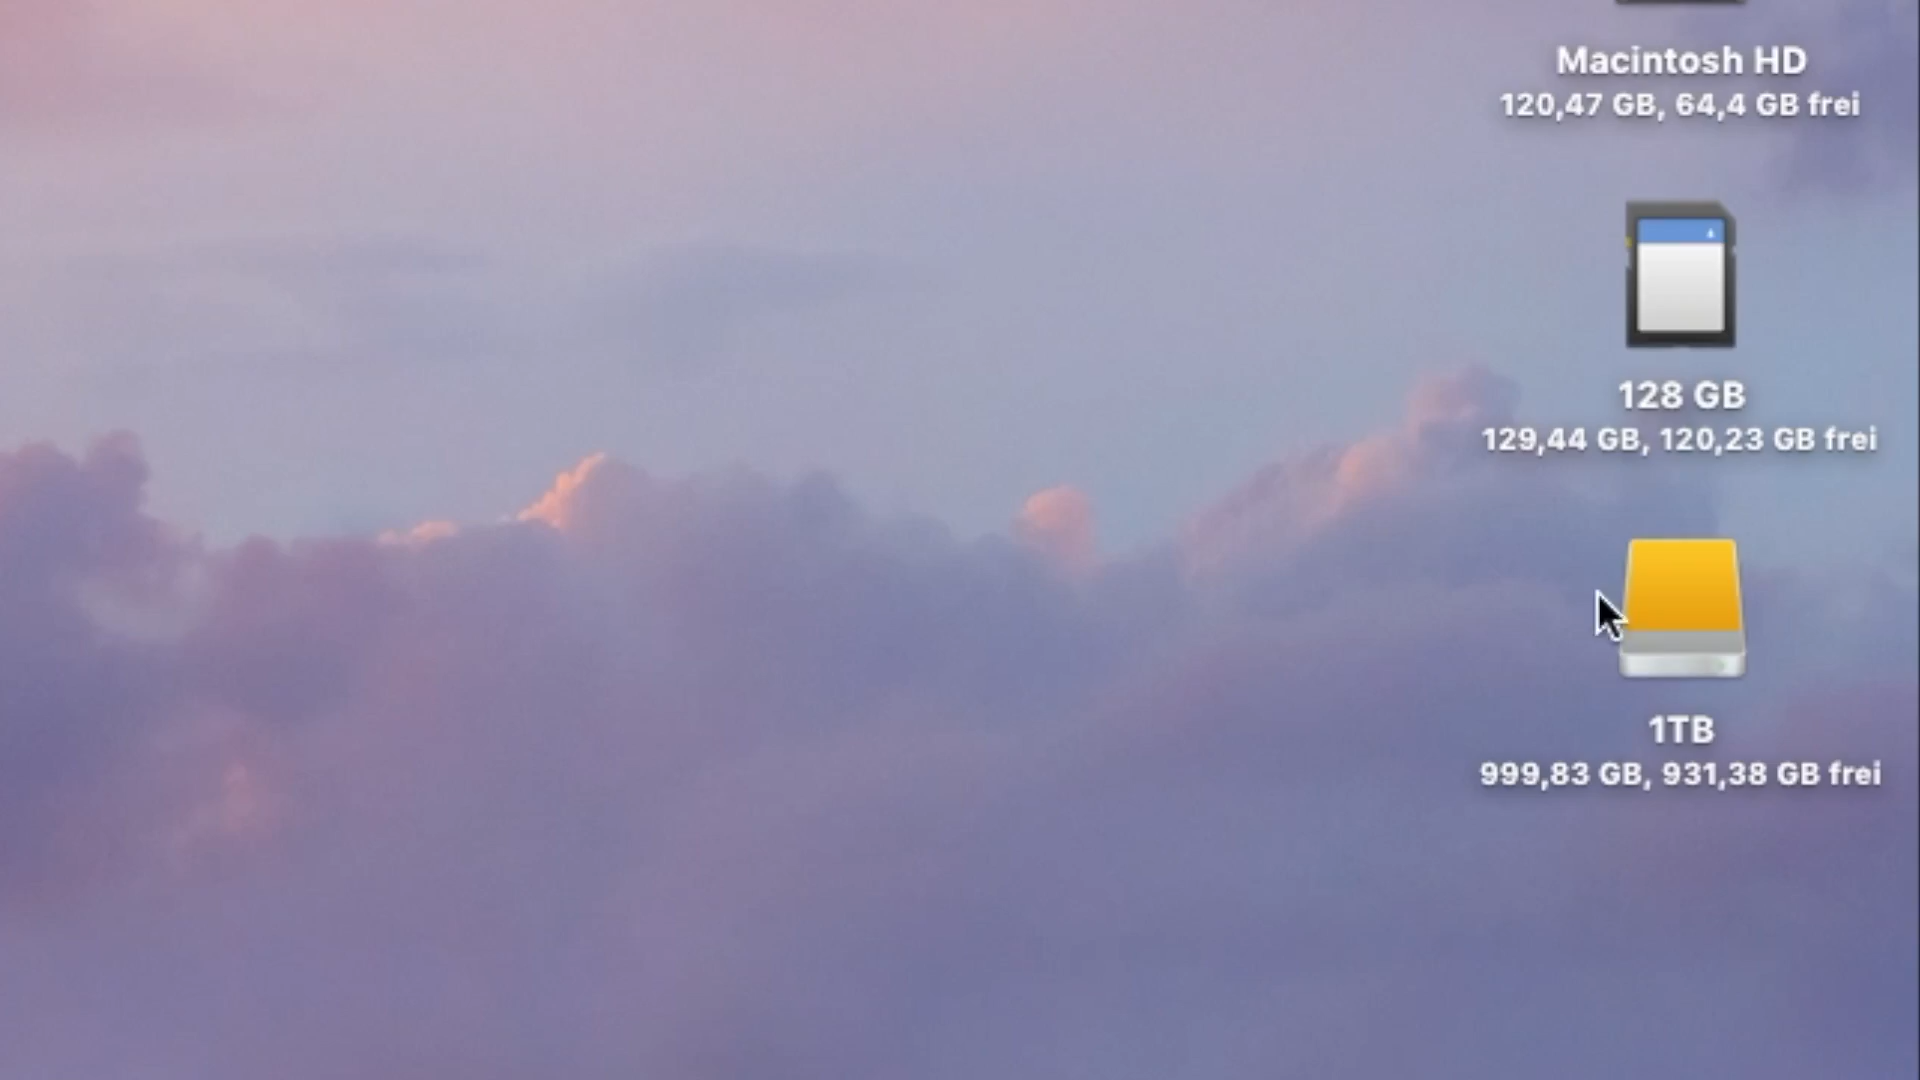 Macintosh HD
120,47 GB, 64,4 GB frei
128 GB
129,44 GB, 120,23 GB frei
1TB
999,83 GB, 931,38 GB frei